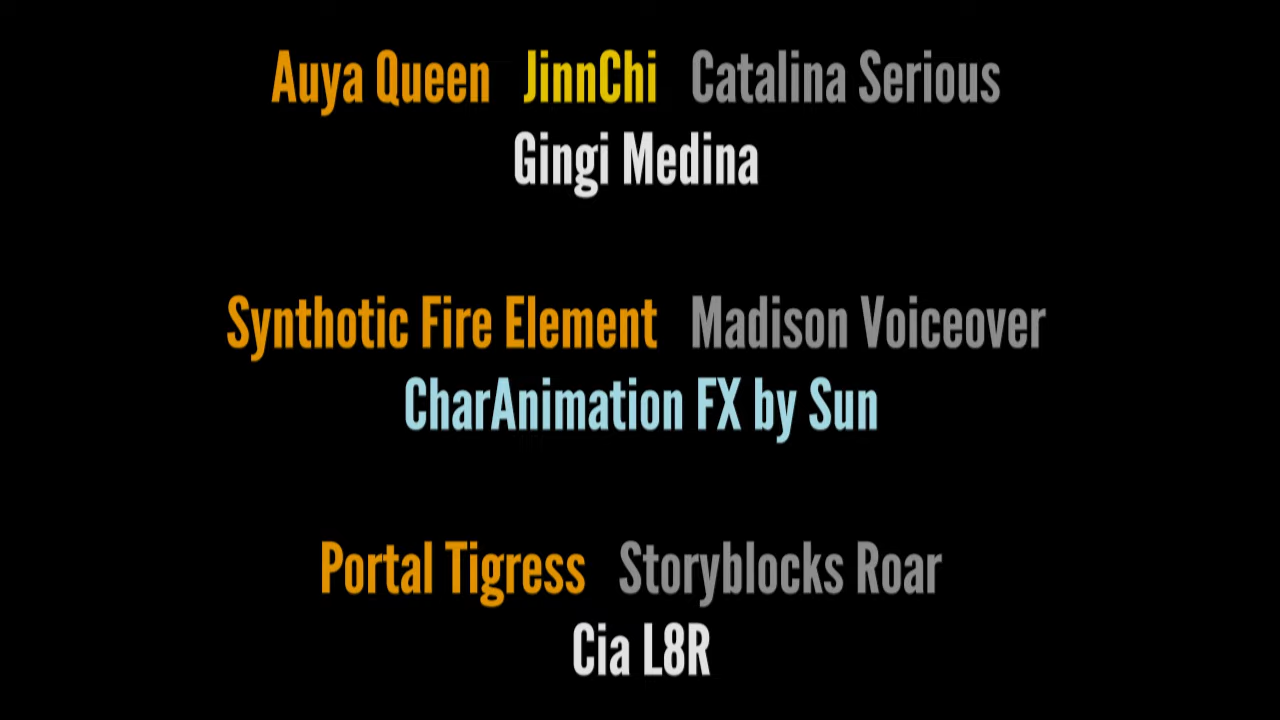 Auya Queen JinnChi Catalina Serious
Gingi Medina
Synthotic Fire Element Madison Voiceover
CharAnimation FX by Sun
Portal Tigress Storyblocks Roar
Cia L8R